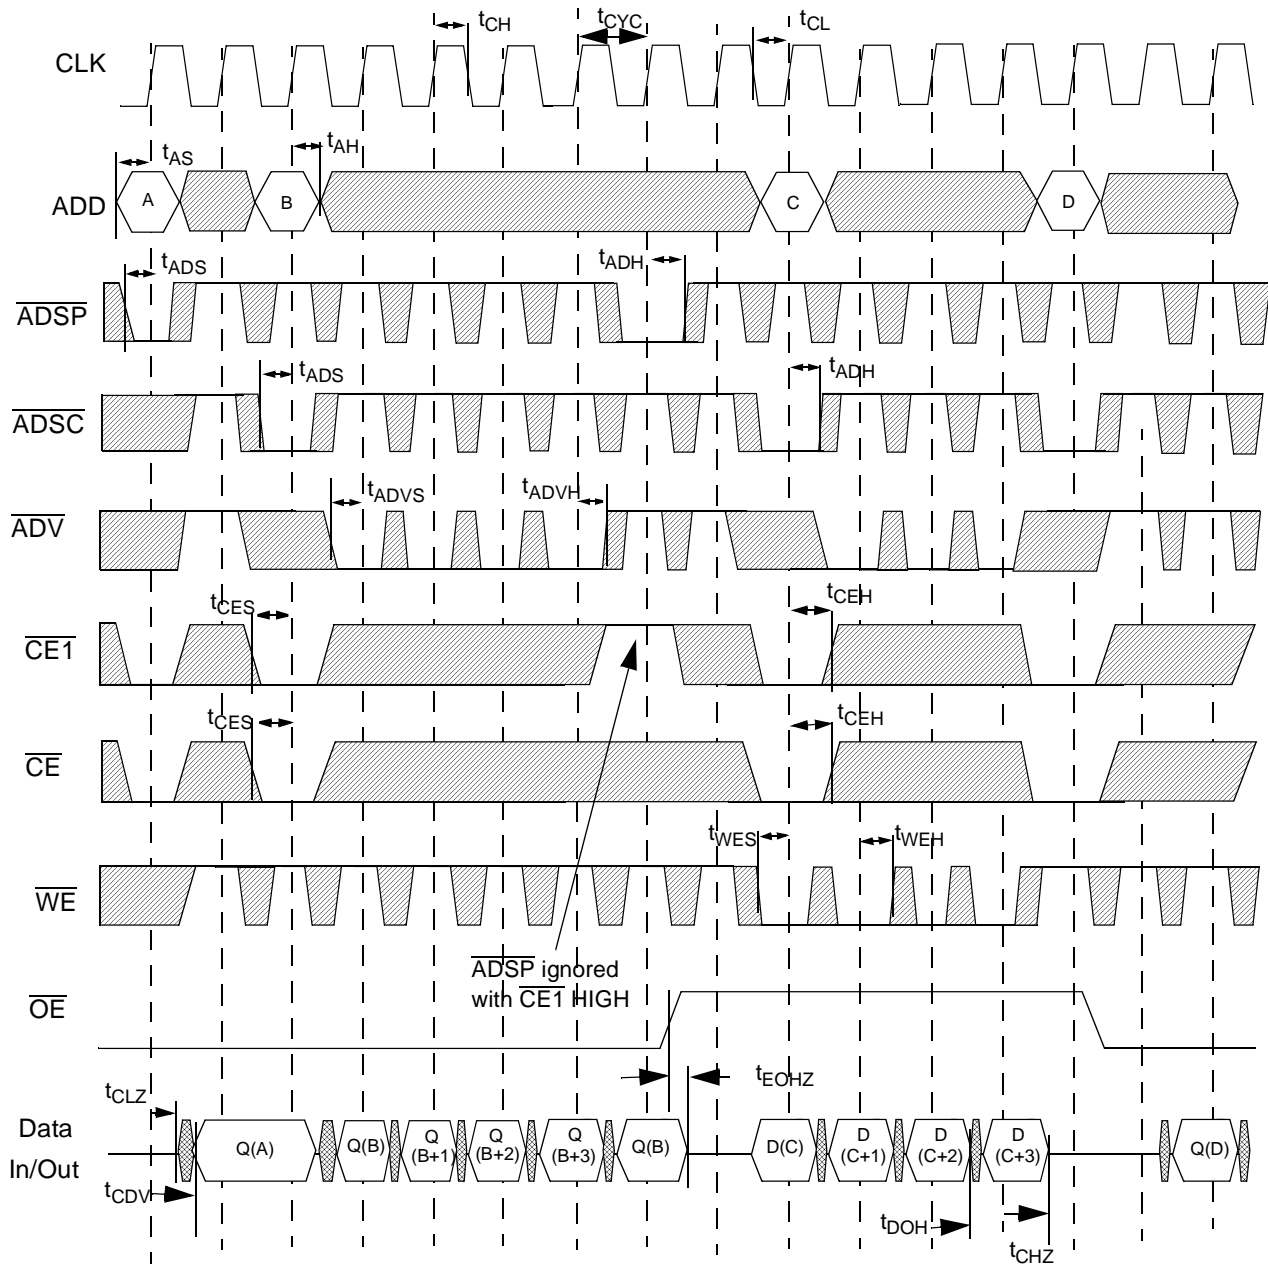 tCH
tCYC
tCL
CLK
tAS
tAH
ADD
A
B
C
D
tADS
tADH
ADSP
tADS
tADH
ADSC
tADVS
tADVH
ADV
tCES
tCEH
CE1
tCES
tCEH
CE
tWES
tWEH
WE
ADSP ignored
with CE1 HIGH
OE
tCLZ
tEOHZ
Data
In/Out
Q(A)
Q(B)
Q
(B+1)
Q
(B+2)
Q
(B+3)
Q(B)
D(C)
D
(C+1)
D
(C+2)
D
(C+3)
Q(D)
tCDV
tDOH
tCHZ